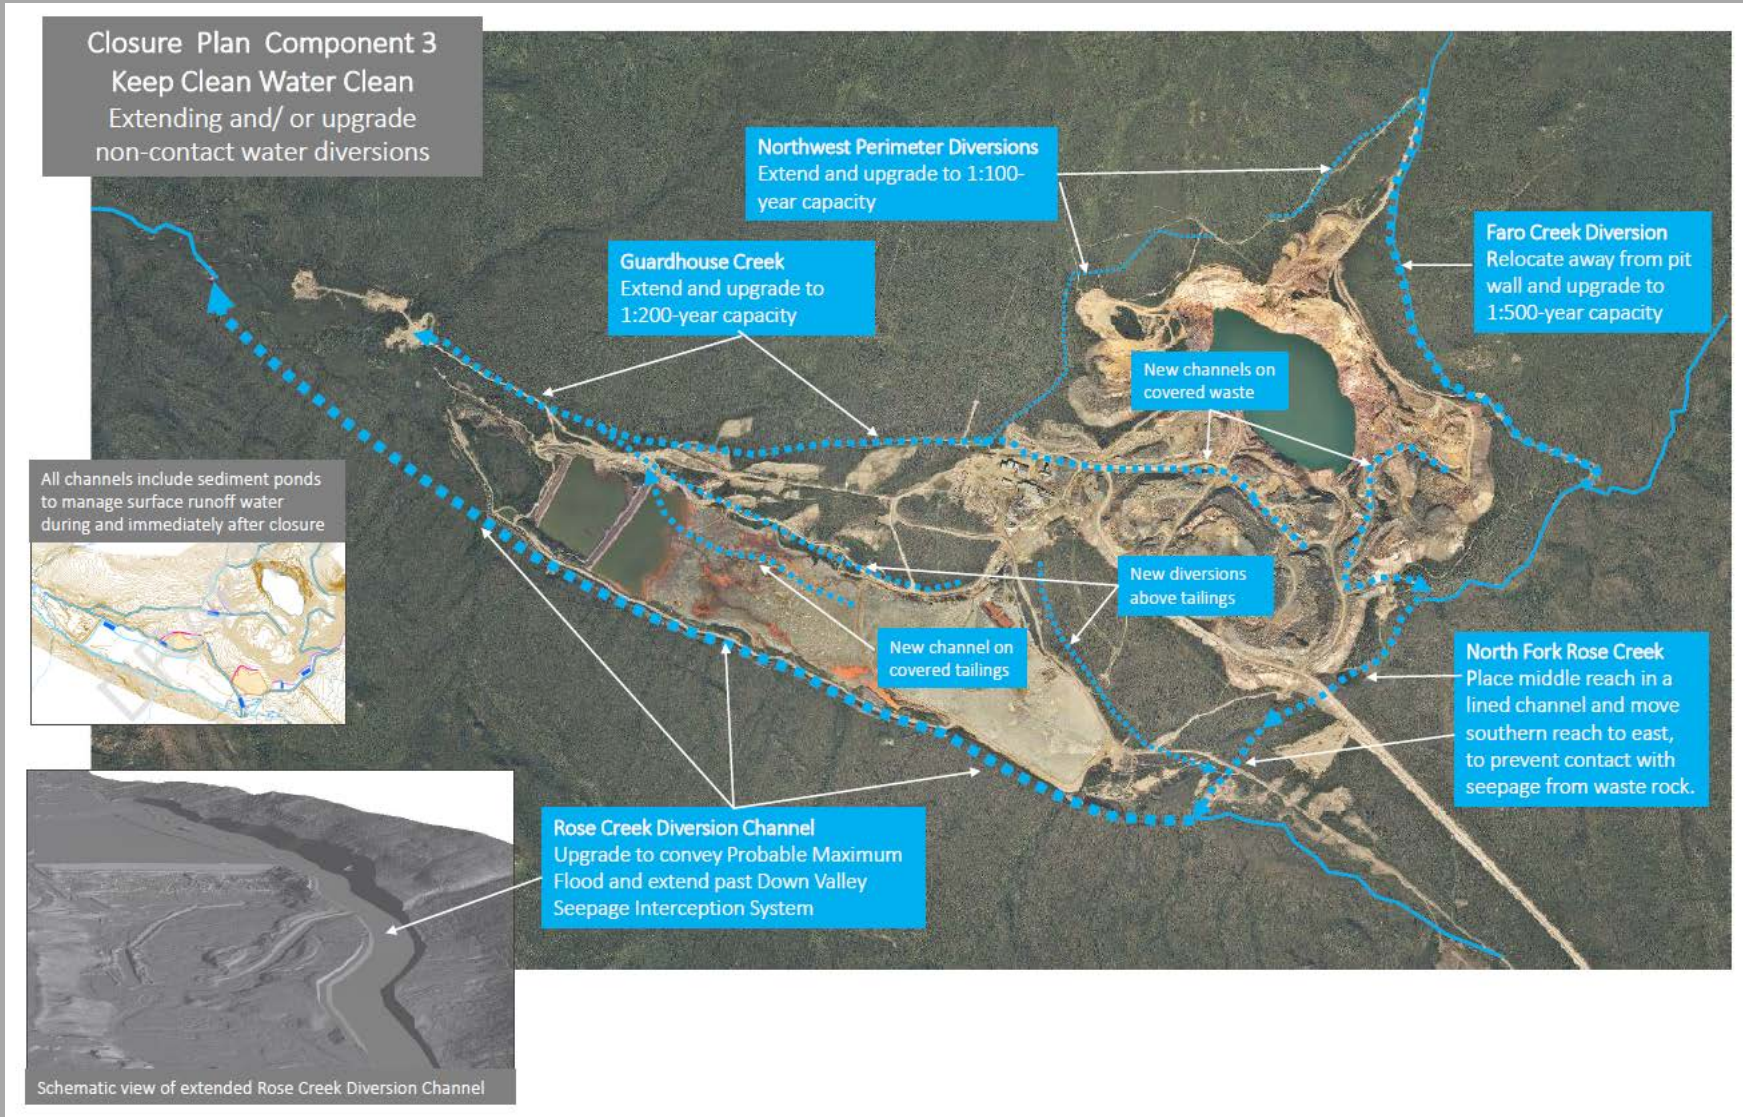 Closure Plan Component 3
Keep Clean Water Clean
Extending and/ or upgrade
non-contact water diversions
Northwest Perimeter Diversions
Extend and upgrade to 1:100-
year capacity
Faro Creek Diversion
Relocate away from pit
wall and upgrade to
1:500-year capacity
Guardhouse Creek
Extend and upgrade to
1:200-year capacity
New channels on
covered waste
All channels include sediment ponds
to manage surface runoff water
during and immediately after closure
New diversions
above tailings
New channel on
covered tailings
North Fork Rose Creek
Place middle reach in a
lined channel and move
southern reach to east,
to prevent contact with
seepage from waste rock.
Rose Creek Diversion Channel
Upgrade to convey Probable Maximum
Flood and extend past Down Valley
Seepage Interception System
Schematic view of extended Rose Creek Diversion Channel